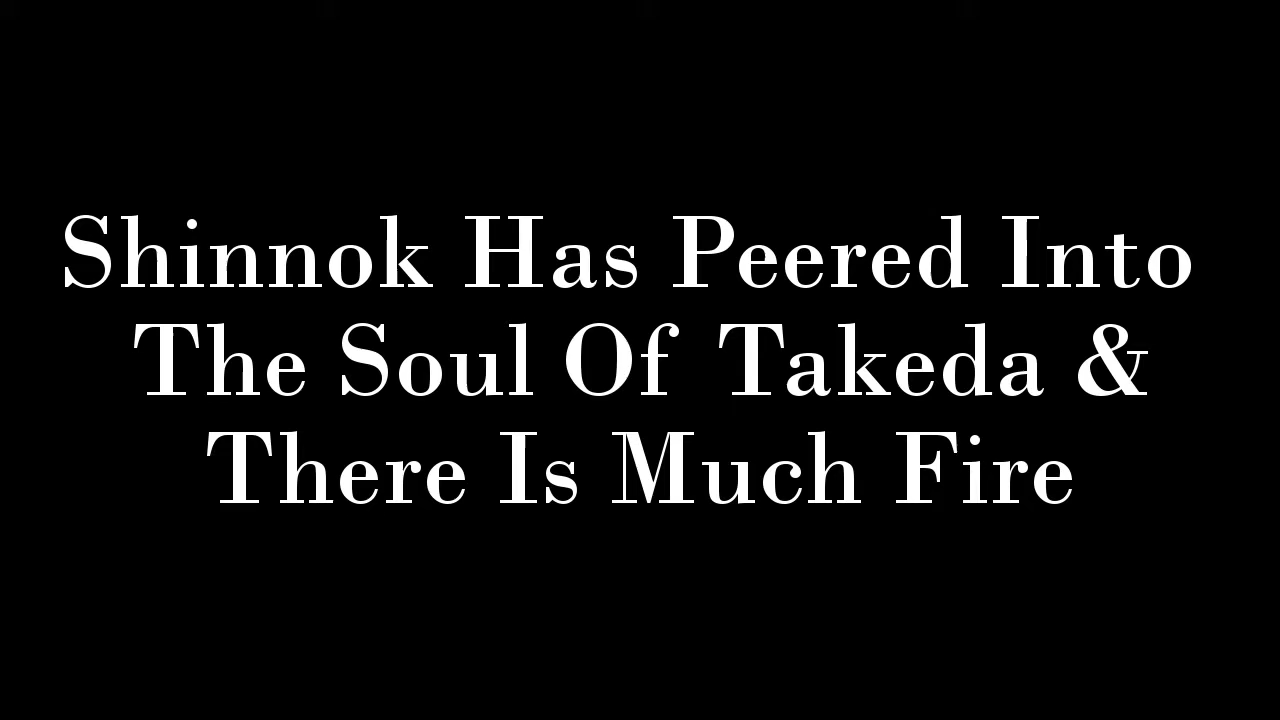 Shinnok Has Peered Into
The Soul Of Takeda &
There Is Much Fire